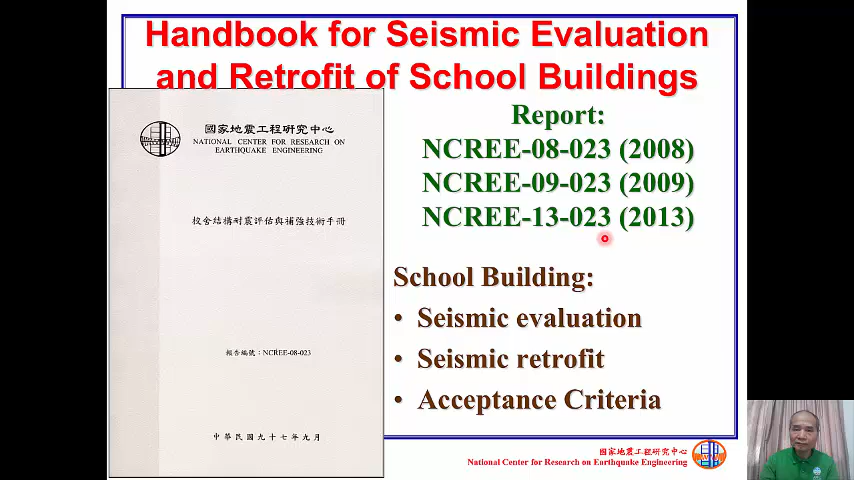 Handbook for Seismic Evaluation
and Retrofit of School Buildings
國家地震工程研究中心
NATIONAL CENTER FOR RESEARCH ON
EARTHQUAKE ENGINEERING
校舍結構耐震評估與補強技術手冊
報告編號：NCREE-08-023
中華民國九十七年九月
Report:
NCREE-08-023 (2008)
NCREE-09-023 (2009)
NCREE-13-023 (2013)
School Building:
• Seismic evaluation
• Seismic retrofit
• Acceptance Criteria
國家地震工程研究中心
National Center for Research on Earthquake Engineering